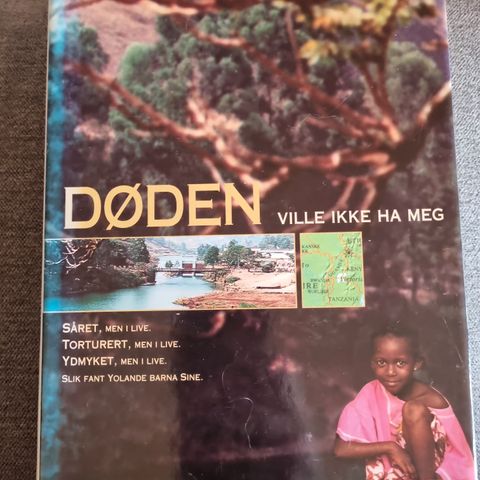 DØDEN VILLE IKKE HA MEG
KENY
TANZANIA
SÅRET, MEN I LIVE.
TORTURERT, MEN I LIVE.
YDMYKET, MEN I LIVE.
SLIK FANT YOLANDE BARNA SINE.